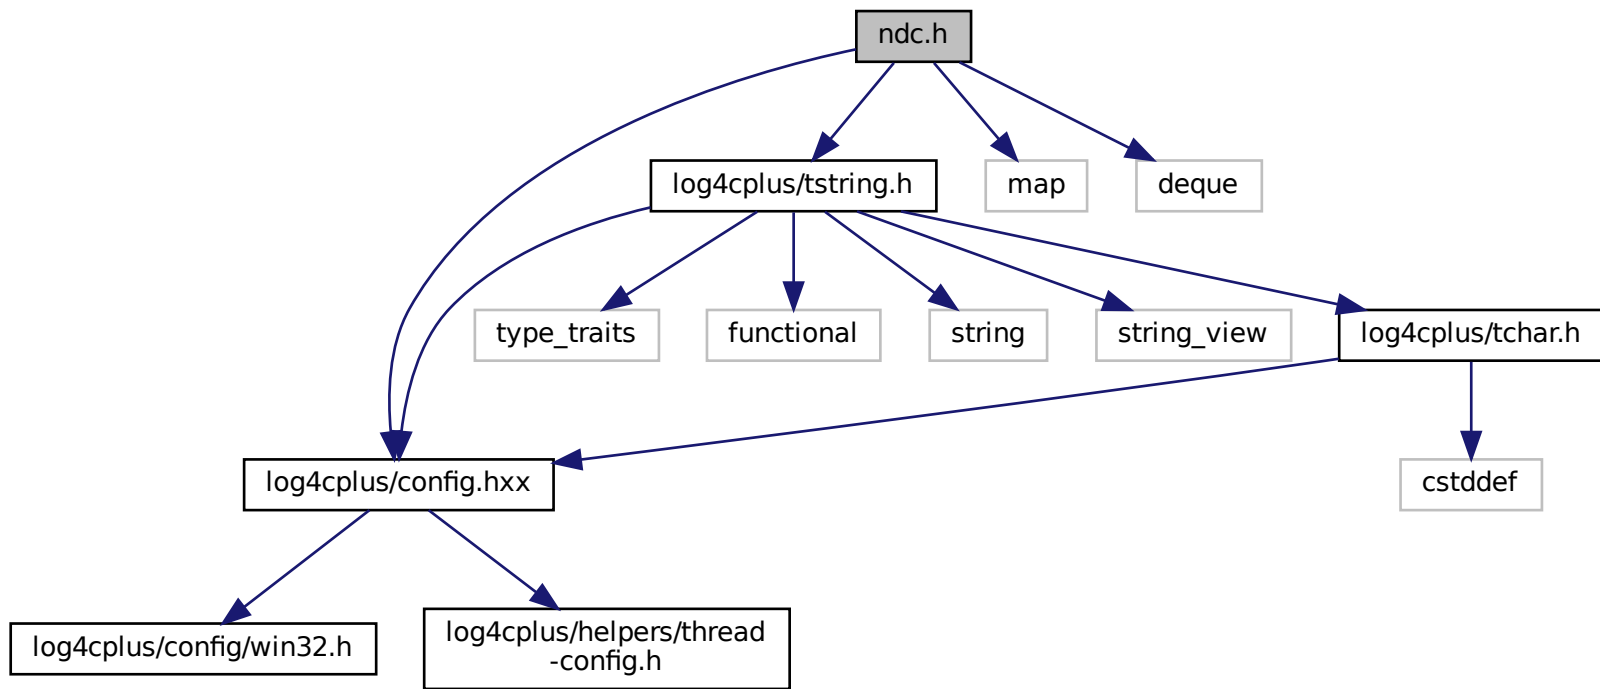 ndc.h
log4cplus/tstring.h
map
deque
type_traits
functional
string
string_view
log4cplus/tchar.h
log4cplus/config.hxx
cstddef
log4cplus/config/win32.h
log4cplus/helpers/thread
-config.h